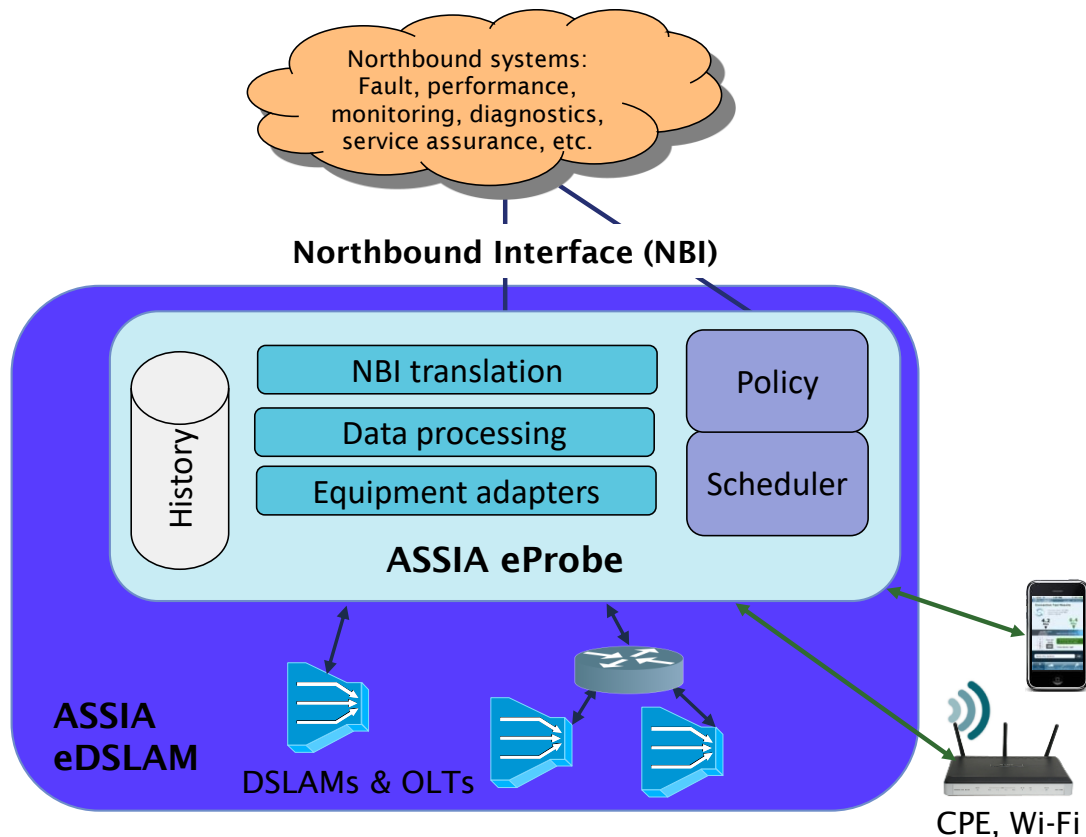 Northbound systems:
Fault, performance,
monitoring, diagnostics,
service assurance, etc.
Northbound Interface (NBI)
History
NBI translation
Data processing
Equipment adapters
Policy
Scheduler
ASSIA eProbe
ASSIA
eDSLAM
DSLAMs & OLTs
CPE, Wi-Fi